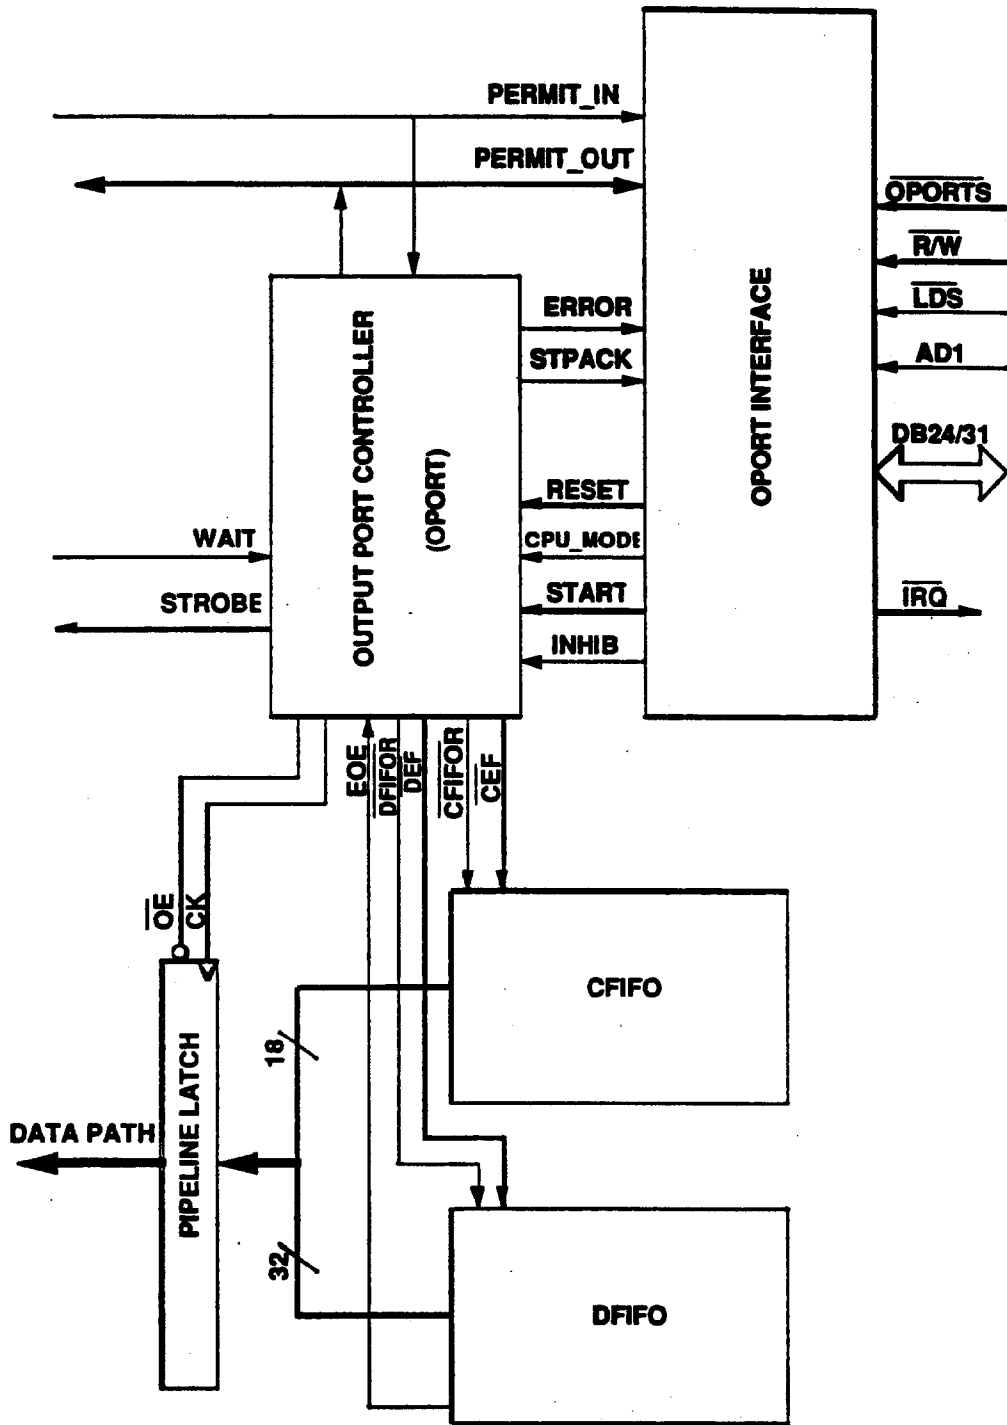 PERMIT_IN
PERMIT_OUT
OPORTS
R/W
LDS
AD1
DB24/31
IRQ
OPORT INTERFACE
ERROR
STPACK
RESET
CPU_MODE
START
INHIB
OUTPUT PORT CONTROLLER
(OPORT)
WAIT
STROBE
EOE
DFIFOR
DEF
CFIFOR
CEF
OE
CK
CFIFO
18
DATA PATH
PIPELINE LATCH
32
DFIFO